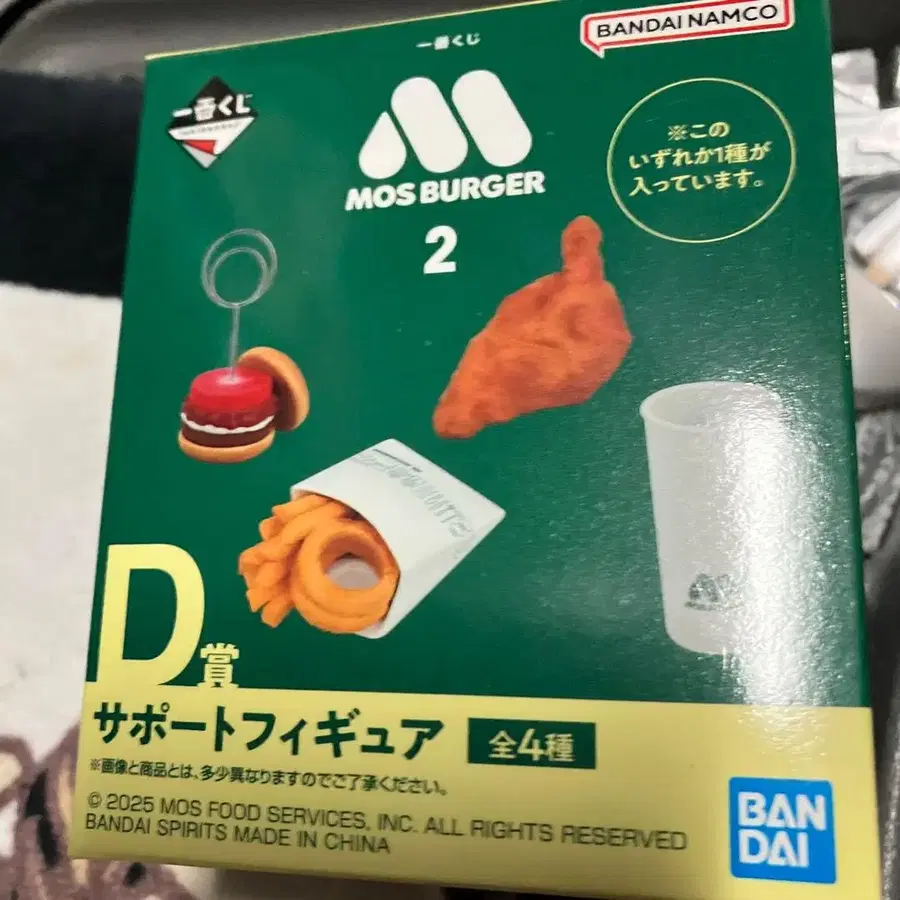 BANDAI NAMCO
一番くじ
一番くじ
MOS BURGER
2
※この
いずれか1種が
入っています。
MOS BURGER
D賞
サポートフィギュア
全4種
※画像と商品とは、多少異なりますのでご了承ください。
© 2025 MOS FOOD SERVICES, INC. ALL RIGHTS RESERVED
BANDAI SPIRITS MADE IN CHINA
BAN
DAI